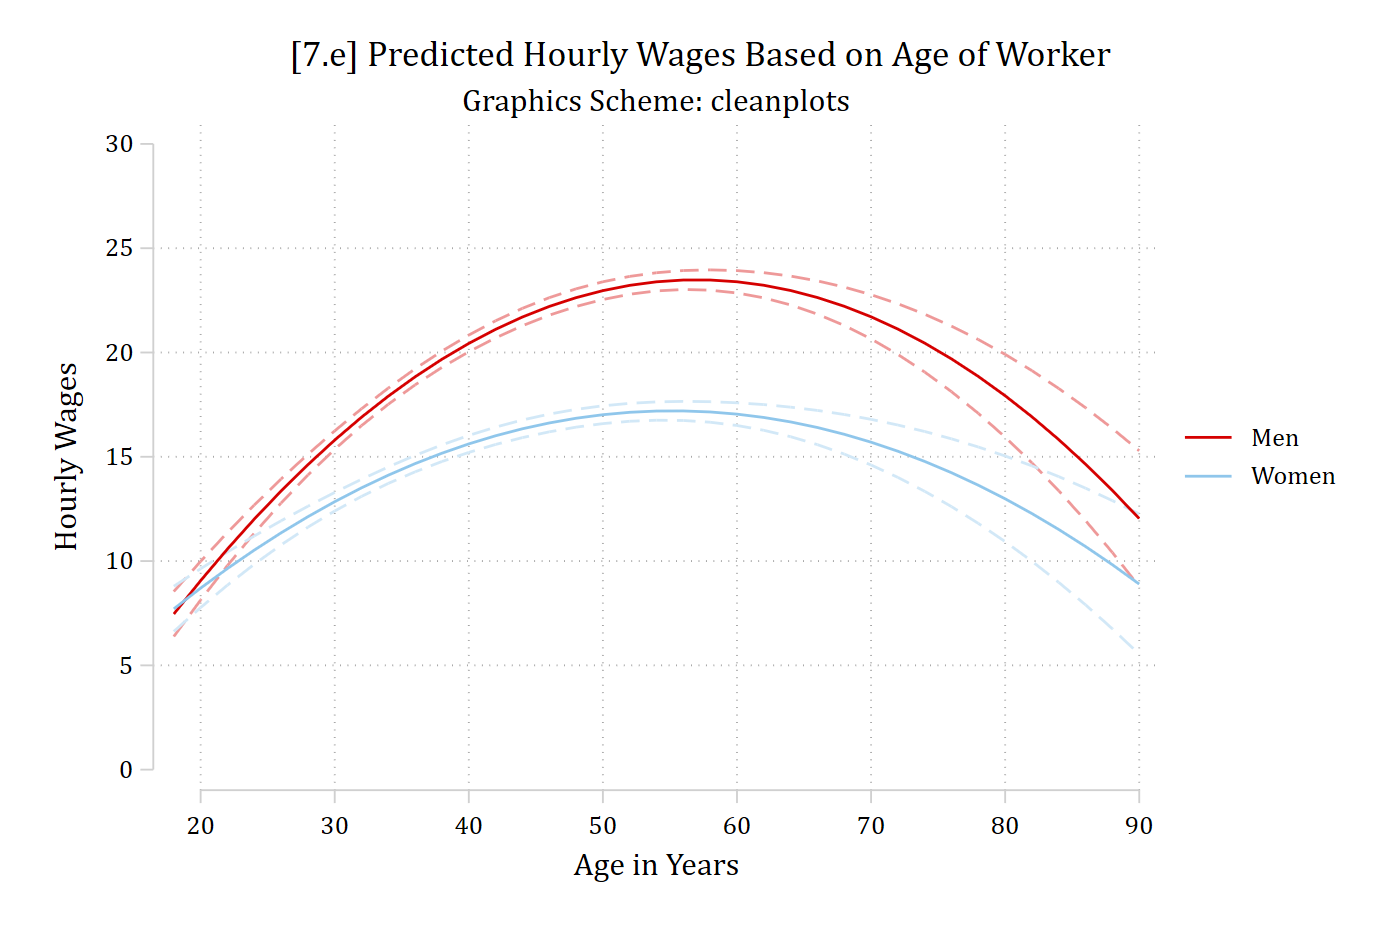 [7.e] Predicted Hourly Wages Based on Age of Worker
Graphics Scheme: cleanplots
30
25
20
15
10
5
0
Hourly Wages
20 30 40 50 60 70 80 90
Age in Years
Men
Women